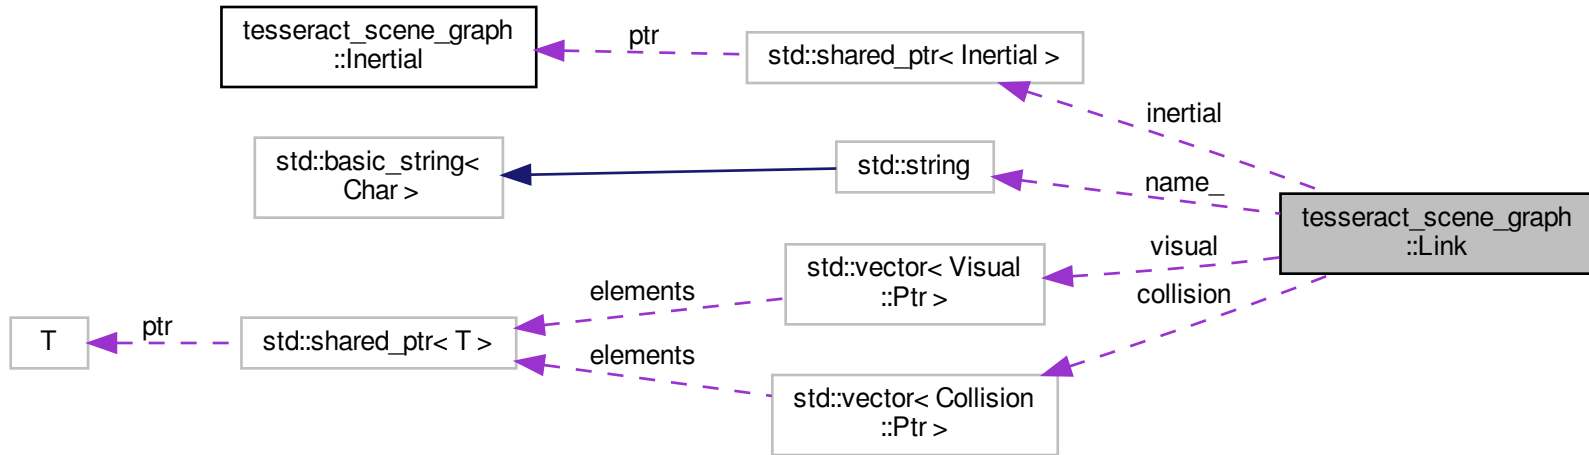 tesseract_scene_graph
::Inertial
ptr
std::shared_ptr< Inertial >
inertial
std::basic_string<
Char >
std::string
name_
tesseract_scene_graph
::Link
std::vector< Visual
::Ptr >
visual
collision
elements
T
ptr
std::shared_ptr< T >
elements
std::vector< Collision
::Ptr >